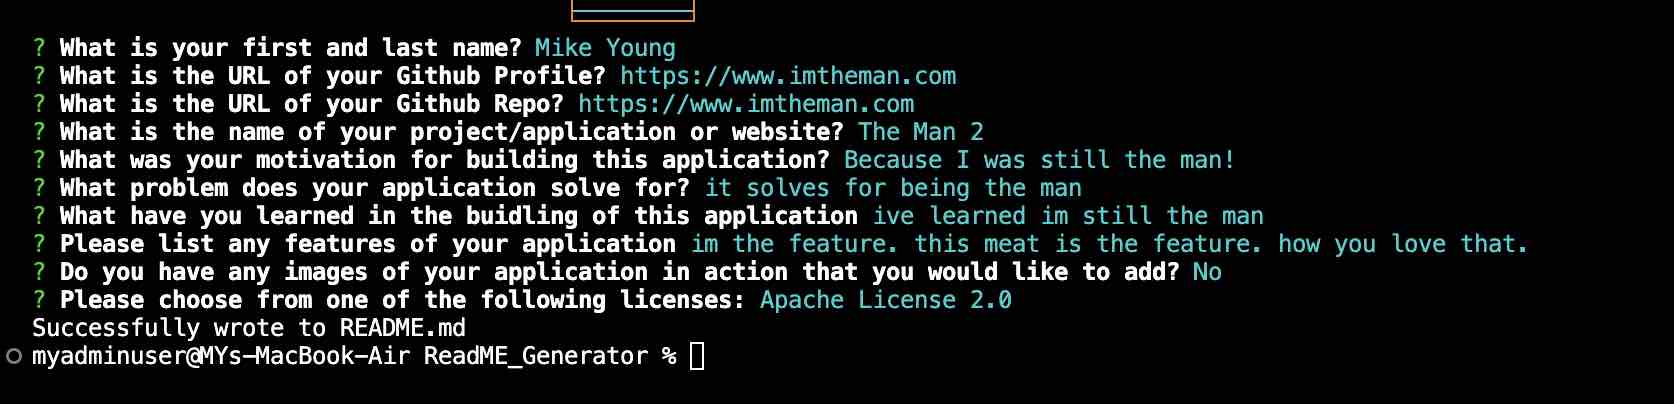 ? What is your first and last name? Mike Young
? What is the URL of your Github Profile? https://www.imtheman.com
? What is the URL of your Github Repo? https://www.imtheman.com
? What is the name of your project/application or website? The Man 2
? What was your motivation for building this application? Because I was still the man!
? What problem does your application solve for? it solves for being the man
? What have you learned in the buidling of this application ive learned im still the man
? Please list any features of your application im the feature. this meat is the feature. how you love that.
? Do you have any images of your application in action that you would like to add? No
? Please choose from one of the following licenses: Apache License 2.0
Successfully wrote to README.md
myadminuser@MYs-MacBook-Air ReadME_Generator %